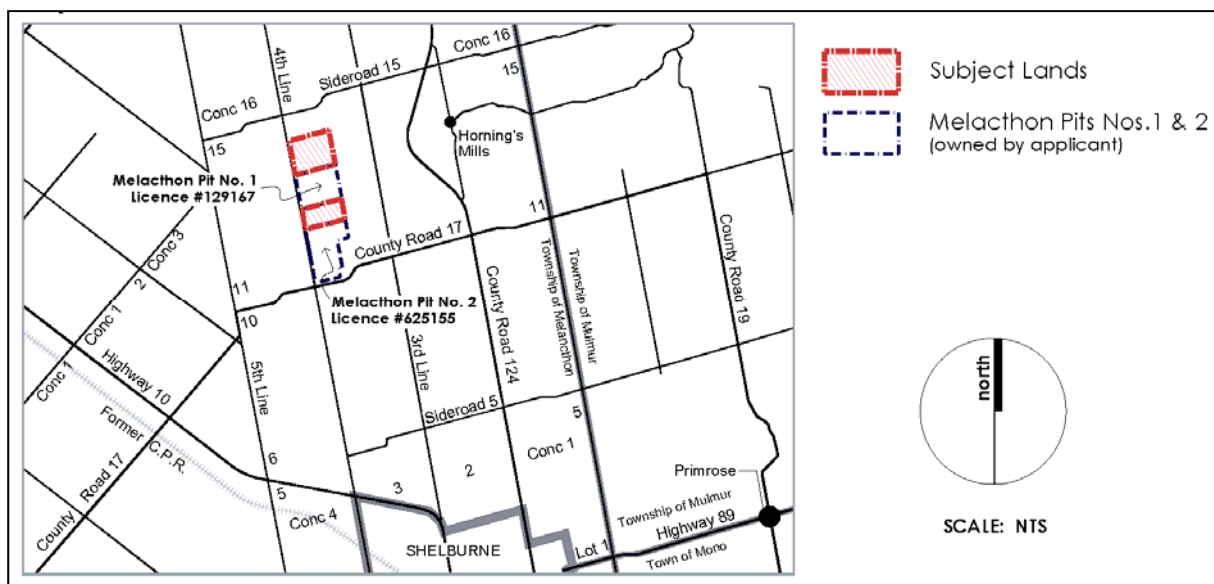 Conc 16
15
4th Line
Sideroad 15
Conc 16
15
Horning's
Mills
Melacthon Pit No. 1
Licence #129167
County Road 17
11
11
10
Melacthon Pit No. 2
Licence #625155
Conc 3
2
Conc 1
Conc 1
Highway 10
Former C.P.R.
County Road 17
5th Line
3rd Line
County Road 124
Township of Melancthon
Township of Mulmur
County Road 19
Sideroad 5
5
Conc 1
2
3
6
5
Conc 4
SHELBURNE
Primrose
Township of Mulmur
Lot 1
Highway 89
Town of Mono
Subject Lands
Melacthon Pits Nos.1 & 2
(owned by applicant)
north
SCALE: NTS